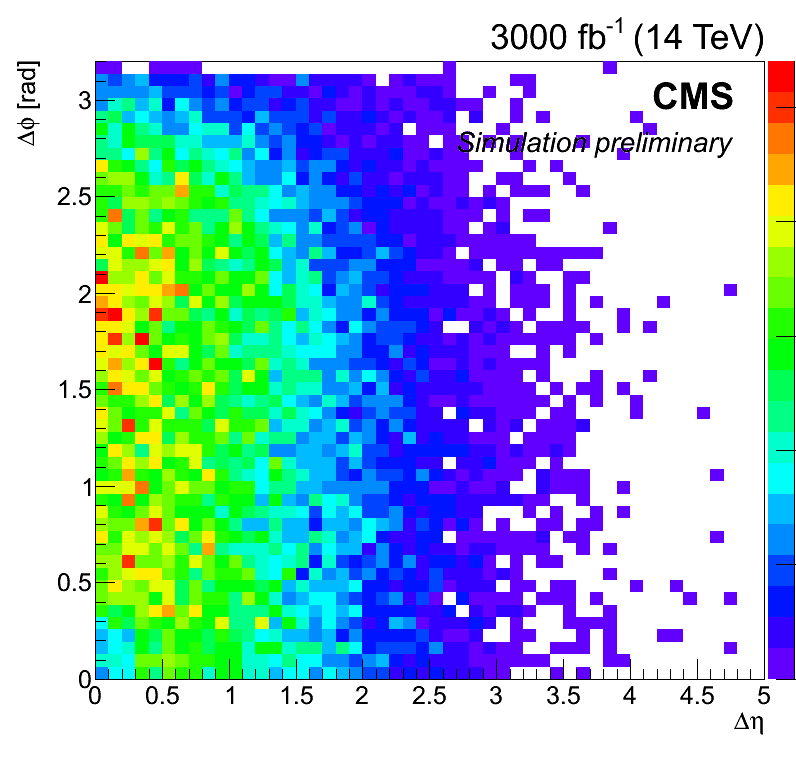 3000 fb-1 (14 TeV)
CMS
Simulation preliminary
Δφ [rad]
3
2.5
2
1.5
1
0.5
0
0 0.5 1 1.5 2 2.5 3 3.5 4 4.5 5
Δη